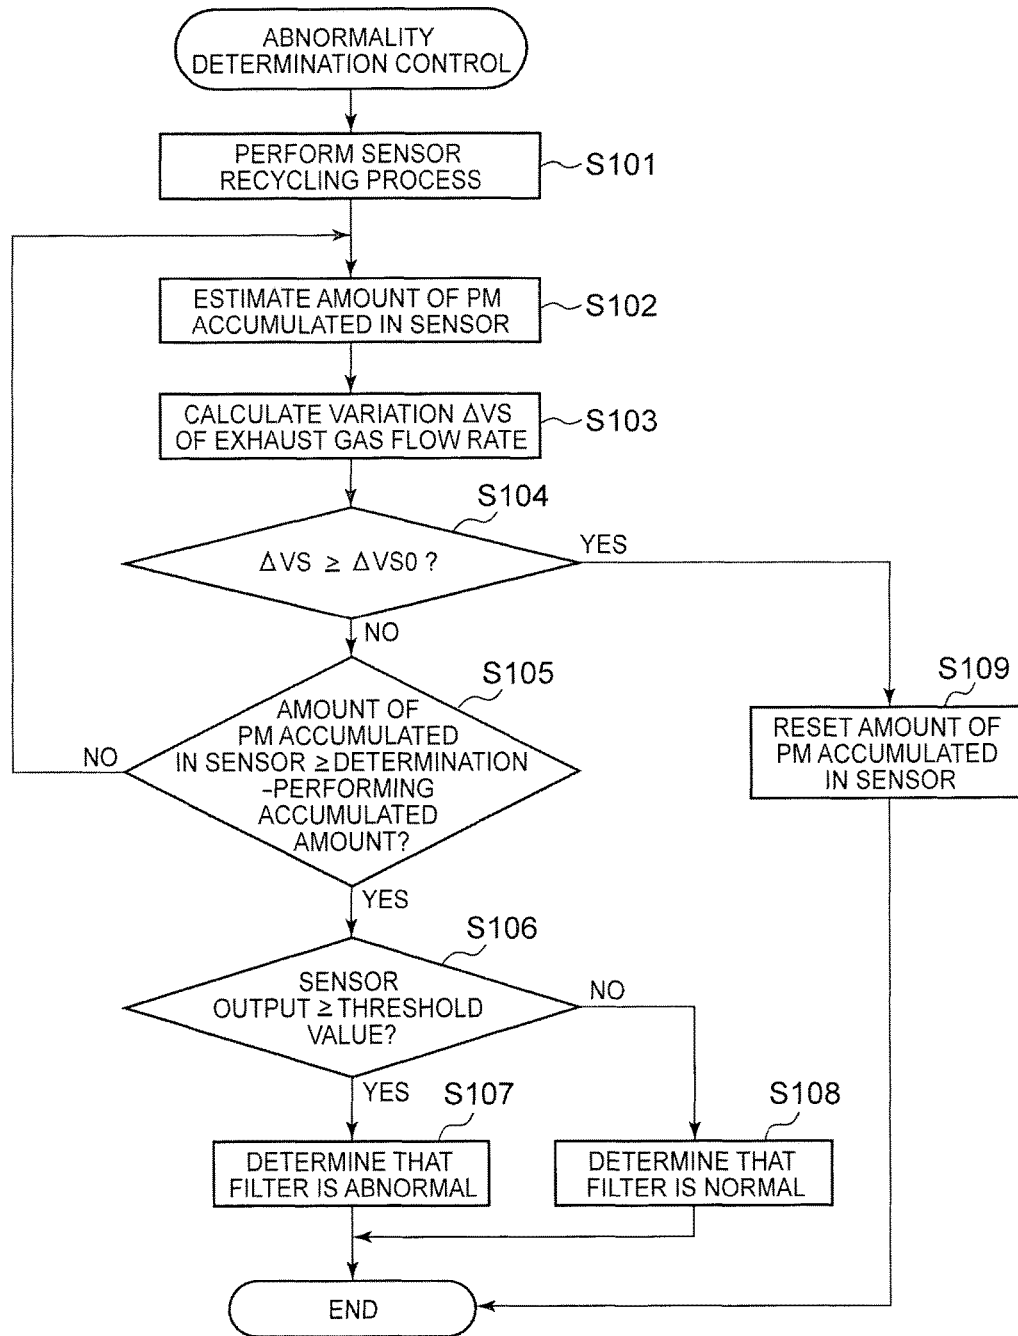 ABNORMALITY
DETERMINATION CONTROL
PERFORM SENSOR
RECYCLING PROCESS
S101
ESTIMATE AMOUNT OF PM
ACCUMULATED IN SENSOR
S102
CALCULATE VARIATION ΔVS
OF EXHAUST GAS FLOW RATE
S103
S104
ΔVS ≥ ΔVS0 ?
YES
NO
S105
AMOUNT OF
PM ACCUMULATED
IN SENSOR ≥ DETERMINATION
-PERFORMING
ACCUMULATED
AMOUNT?
NO
YES
S109
RESET AMOUNT OF
PM ACCUMULATED
IN SENSOR
S106
SENSOR
OUTPUT ≥ THRESHOLD
VALUE?
NO
YES
S107
DETERMINE THAT
FILTER IS ABNORMAL
S108
DETERMINE THAT
FILTER IS NORMAL
END